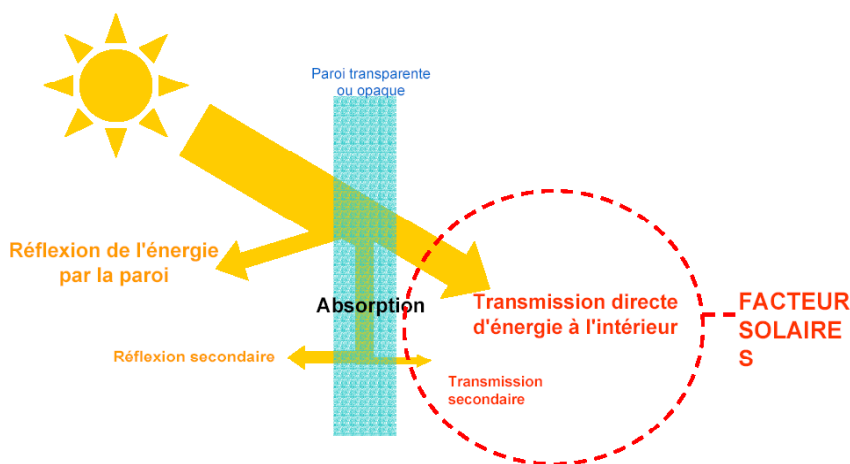 Paroi transparente
ou opaque
Réflexion de l'énergie
par la paroi
Absorption
Transmission directe
d'énergie à l'intérieur
FACTEUR
SOLAIRE
S
Réflexion secondaire
Transmission
secondaire